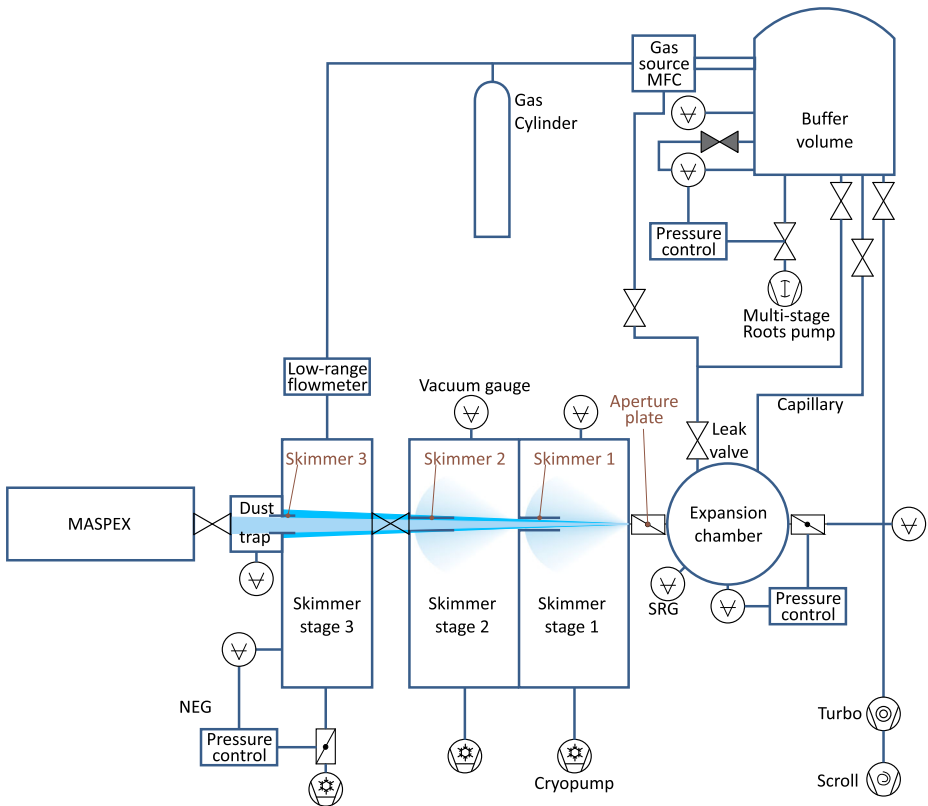 Gas
source
MFC
Gas
Cylinder
Buffer
volume
Pressure
control
Multi-stage
Roots pump
Low-range
flowmeter
Vacuum gauge
Aperture
plate
Capillary
Leak
valve
Skimmer 3
Skimmer 2
Skimmer 1
MASPEX
Dust
trap
Expansion
chamber
SRG
Pressure
control
Skimmer
stage 3
Skimmer
stage 2
Skimmer
stage 1
NEG
Pressure
control
Cryopump
Turbo
Scroll